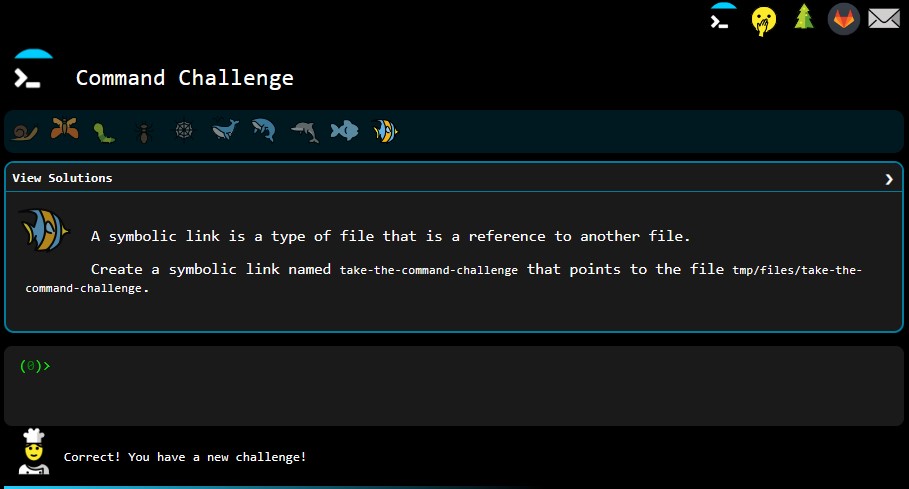 Command Challenge
View Solutions
A symbolic link is a type of file that is a reference to another file.
Create a symbolic link named take-the-command-challenge that points to the file tmp/files/take-the-
command-challenge.
(0)>
Correct! You have a new challenge!